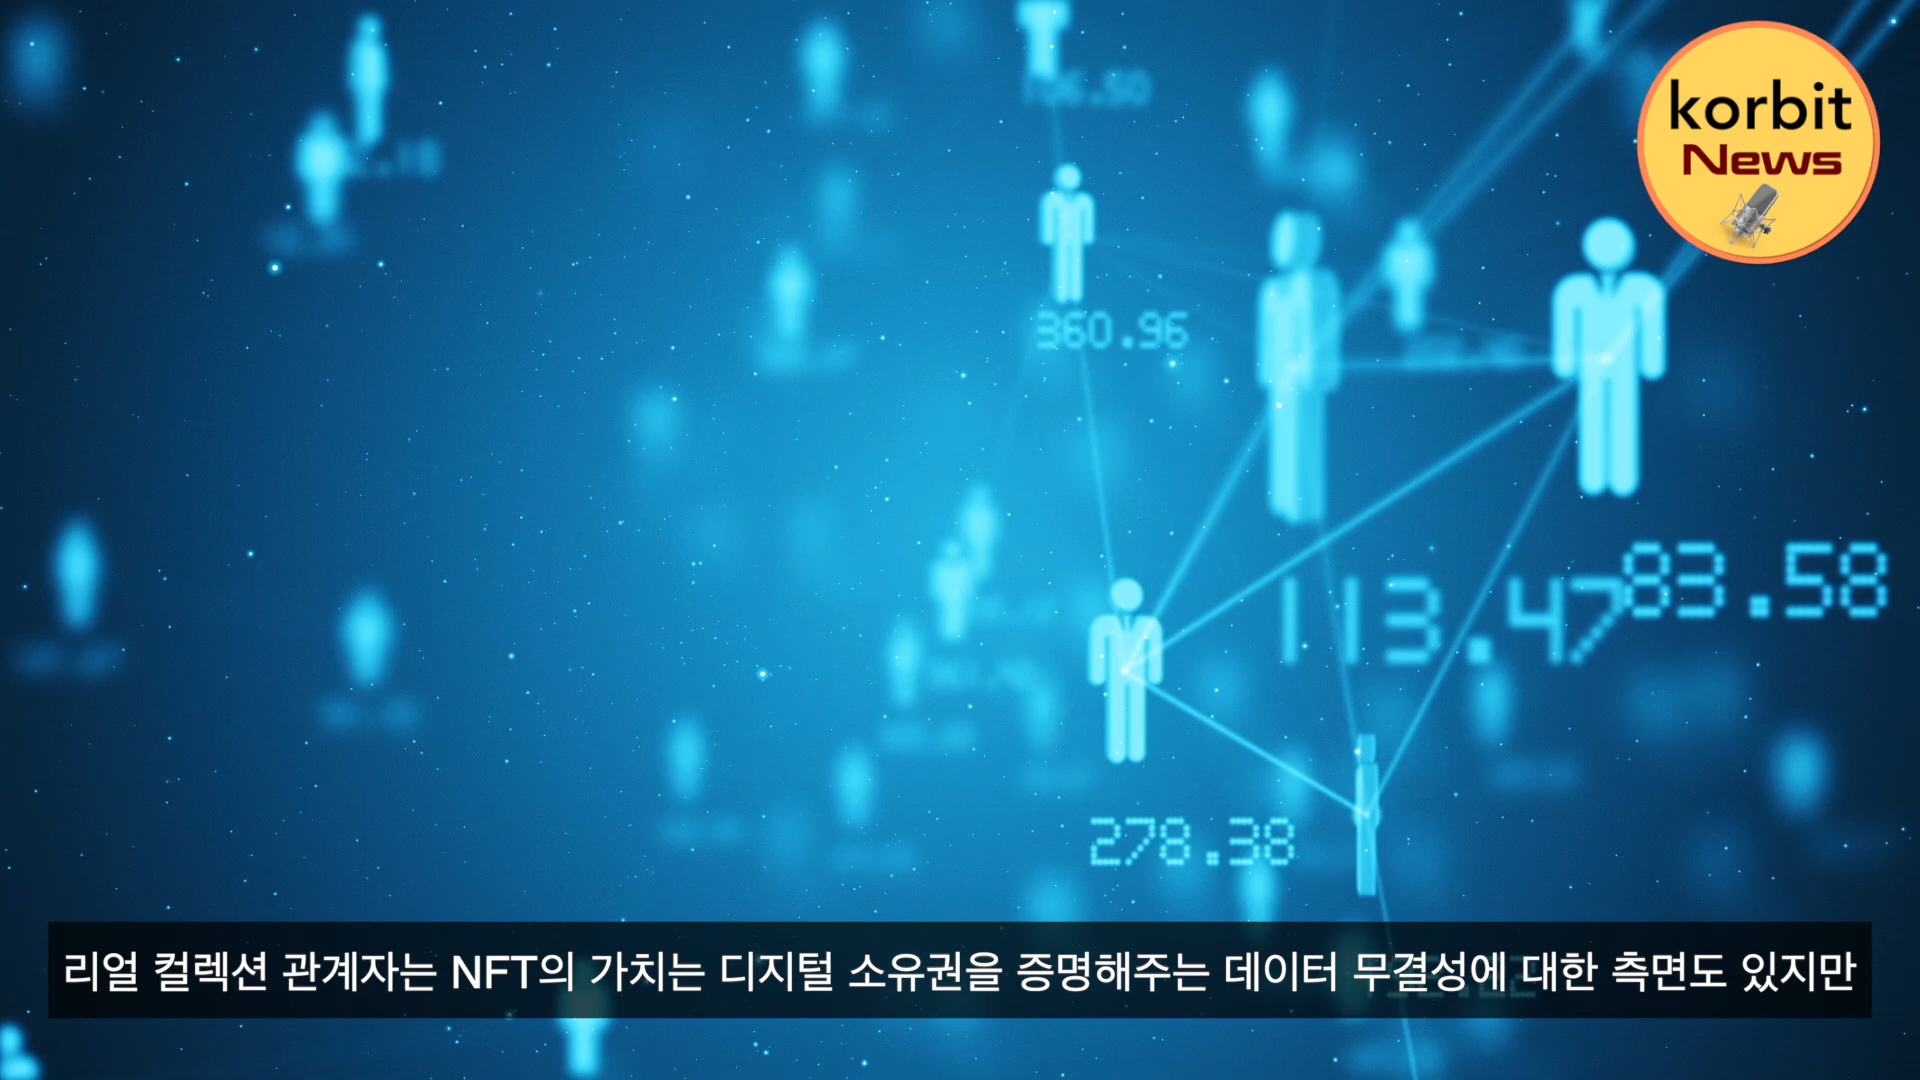 korbit
News
360.96
113.47
83.58
278.38
리얼 컬렉션 관계자는 NFT의 가치는 디지털 소유권을 증명해주는 데이터 무결성에 대한 측면도 있지만